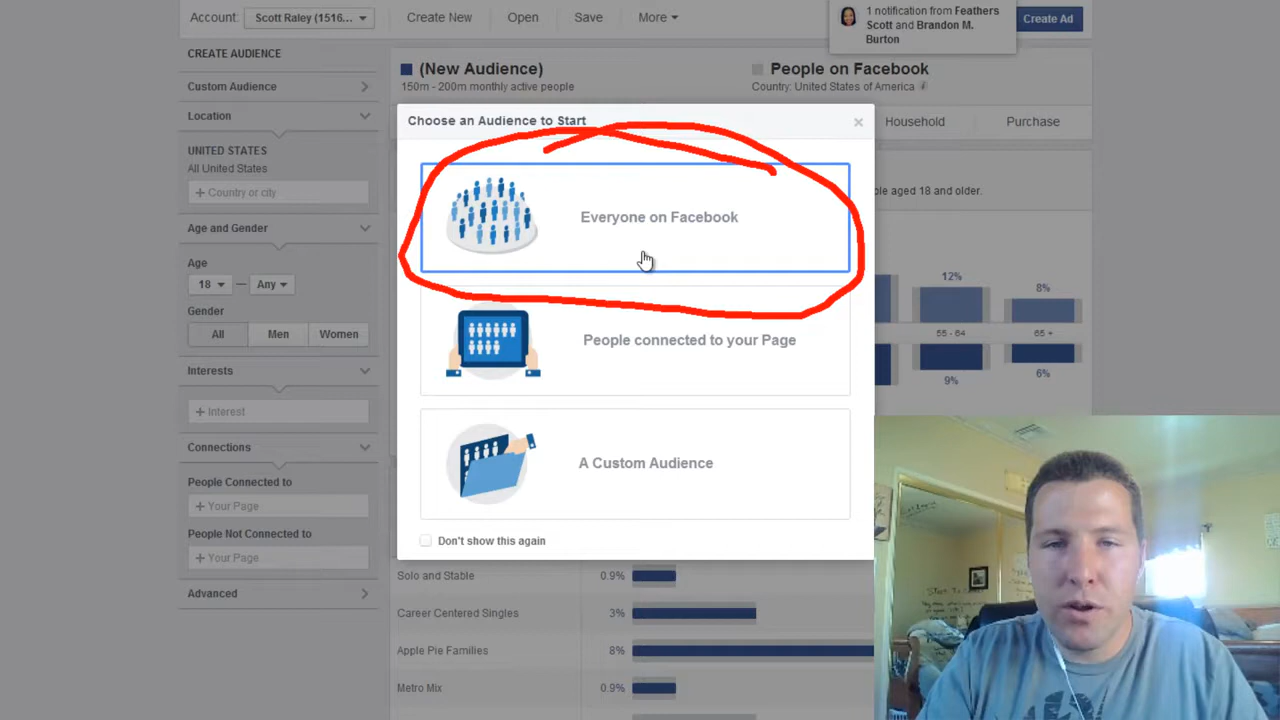 Account: Scott Raley (1516... Create New Open Save More
1 notification from Feathers
Scott and Brandon M.
Burton
Create Ad
CREATE AUDIENCE
Custom Audience
Location
UNITED STATES
All United States
+ Country or city
Age and Gender
Age
18 — Any
Gender
All Men Women
Interests
+ Interest
Connections
People Connected to
+ Your Page
People Not Connected to
+ Your Page
Advanced
(New Audience)
150m - 200m monthly active people
People on Facebook
Country: United States of America
Household Purchase
ple aged 18 and older.
12% 8%
55 - 64 65 +
9% 6%
Choose an Audience to Start
Everyone on Facebook
People connected to your Page
A Custom Audience
Don't show this again
Solo and Stable 0.9%
Career Centered Singles 3%
Apple Pie Families 8%
Metro Mix 0.9%